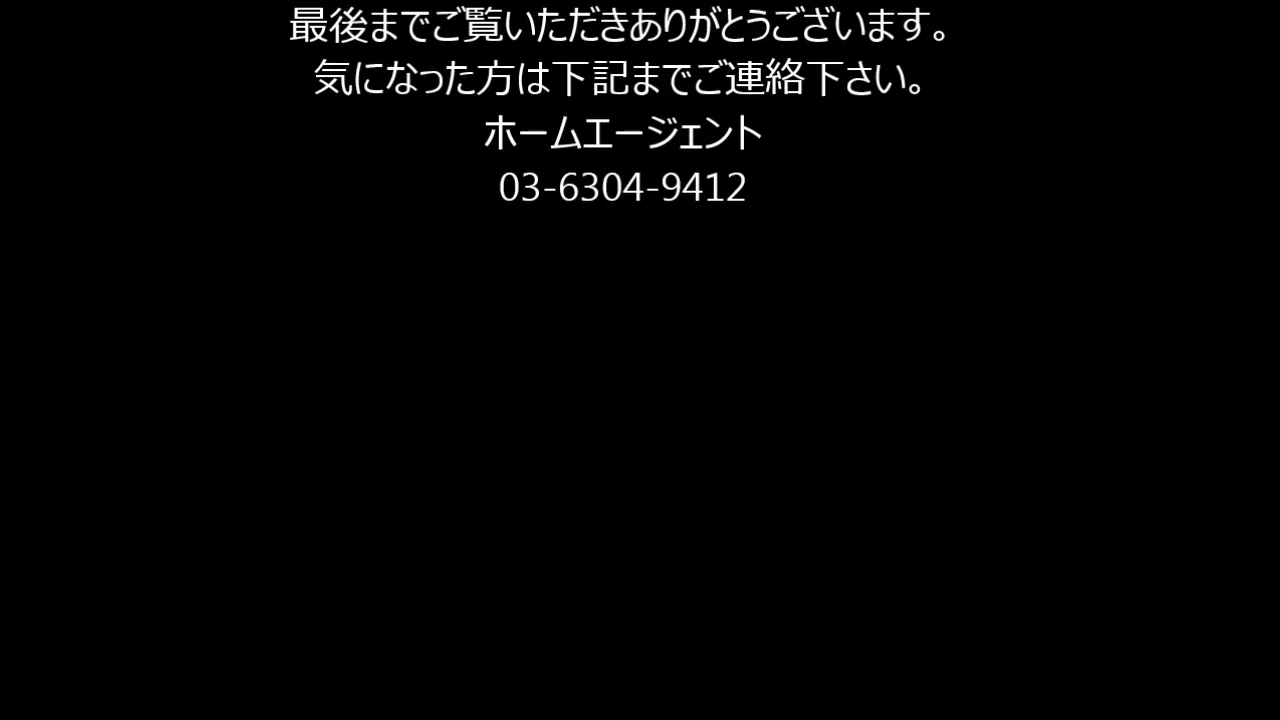 最後までご覧いただきありがとうございます。
気になった方は下記までご連絡下さい。
ホームエージェント
03-6304-9412